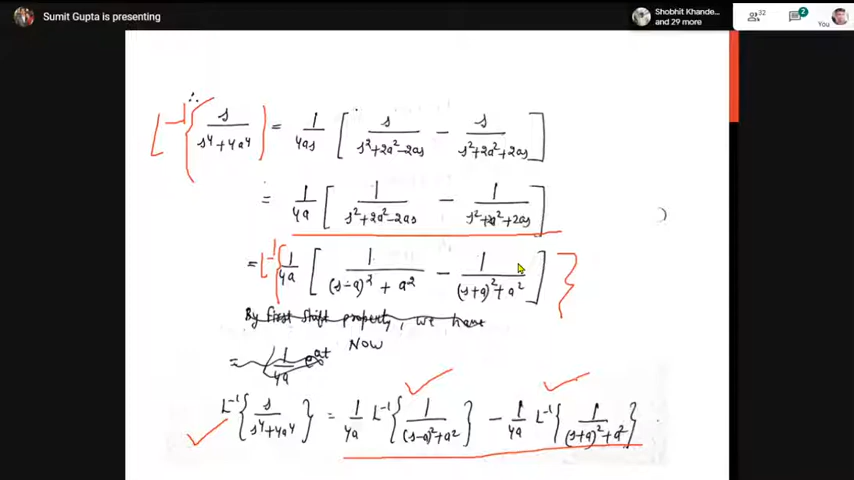 Sumit Gupta is presenting
Shobhit Khande...
and 29 more
32
2
You
∴ L⁻¹{ s/(s⁴+4a⁴) } = 1/4as [ s/(s²+2a²-2as) - s/(s²+2a²+2as) ]
= 1/4a [ 1/(s²+2a²-2as) - 1/(s²+2a²+2as) ]
= L⁻¹{ 1/4a [ 1/((s-a)²+a²) - 1/((s+a)²+a²) ] }
By first shift property, we have
NOW
= 1/4a e^at
L⁻¹{ s/(s⁴+4a⁴) } = 1/4a L⁻¹{ 1/((s-a)²+a²) } - 1/4a L⁻¹{ 1/((s+a)²+a²) }